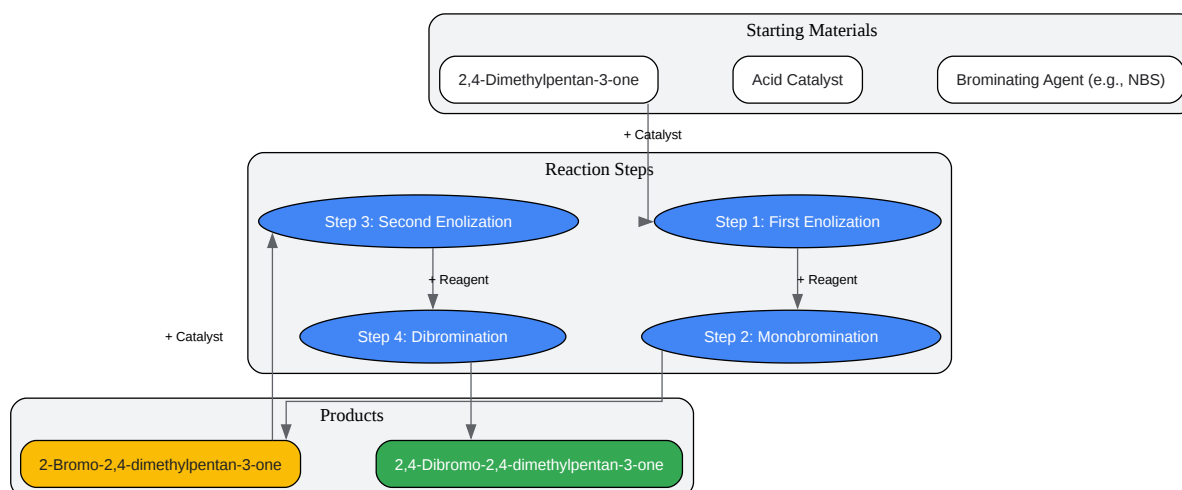 Starting Materials
2,4-Dimethylpentan-3-one
Acid Catalyst
Brominating Agent (e.g., NBS)
+ Catalyst
Reaction Steps
Step 3: Second Enolization
Step 1: First Enolization
+ Reagent
+ Reagent
Step 4: Dibromination
Step 2: Monobromination
+ Catalyst
Products
2-Bromo-2,4-dimethylpentan-3-one
2,4-Dibromo-2,4-dimethylpentan-3-one